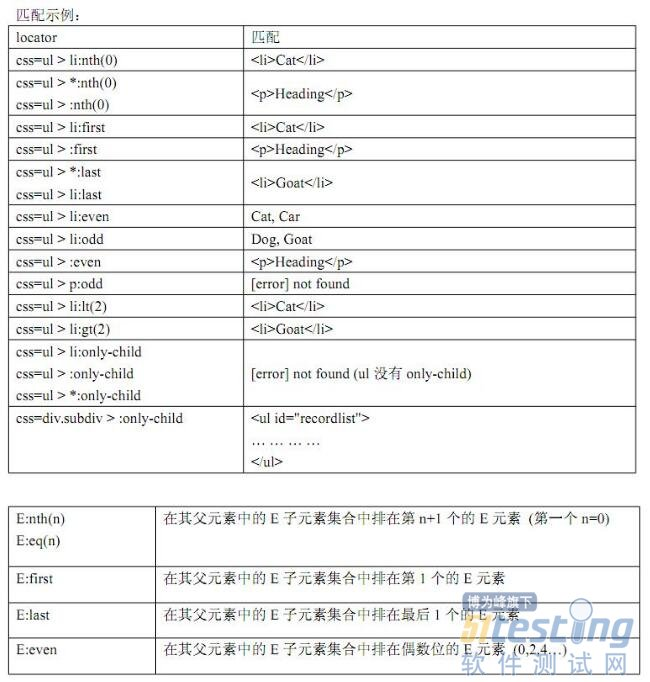 匹配示例：
locator 匹配
css=ul > li:nth(0) <li>Cat</li>
css=ul > *:nth(0)
css=ul > :nth(0)
<p>Heading</p>
css=ul > li:first <li>Cat</li>
css=ul > :first <p>Heading</p>
css=ul > *:last
css=ul > li:last
<li>Goat</li>
css=ul > li:even Cat, Car
css=ul > li:odd Dog, Goat
css=ul > :even <p>Heading</p>
css=ul > p:odd [error] not found
css=ul > li:lt(2) <li>Cat</li>
css=ul > li:gt(2) <li>Goat</li>
css=ul > li:only-child
css=ul > :only-child
css=ul > *:only-child
[error] not found (ul 没有 only-child)
css=div.subdiv > :only-child <ul id="recordlist">
… … … …
</ul>
E:nth(n)
E:eq(n)
在其父元素中的 E 子元素集合中排在第 n+1 个的 E 元素 (第一个 n=0)
E:first 在其父元素中的 E 子元素集合中排在第 1 个的 E 元素
E:last 在其父元素中的 E 子元素集合中排在最后 1 个的 E 元素
E:even 在其父元素中的 E 子元素集合中排在偶数位的 E 元素 (0,2,4…)
博为峰旗下
51testing
软件测试网